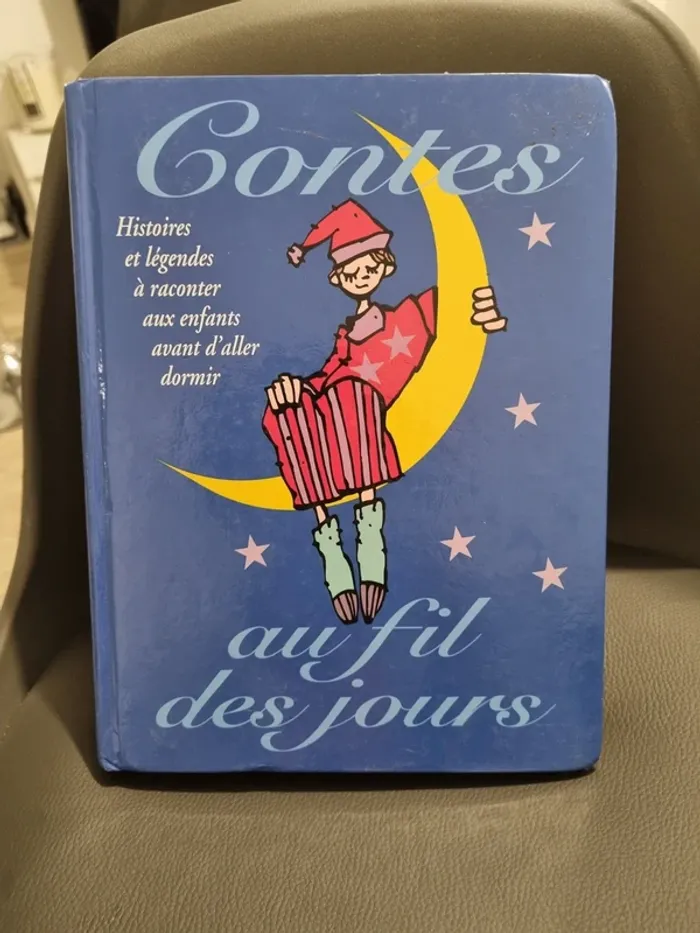 Contes
Histoires
et légendes
à raconter
aux enfants
avant d'aller
dormir
au fil
des jours